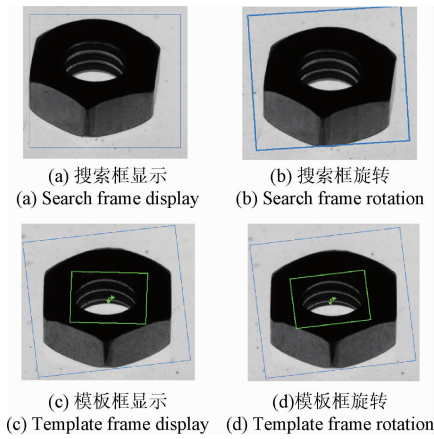 (a) 搜索框显示
(a) Search frame display
(b) 搜索框旋转
(b) Search frame rotation
(c) 模板框显示
(c) Template frame display
(d)模板框旋转
(d) Template frame rotation